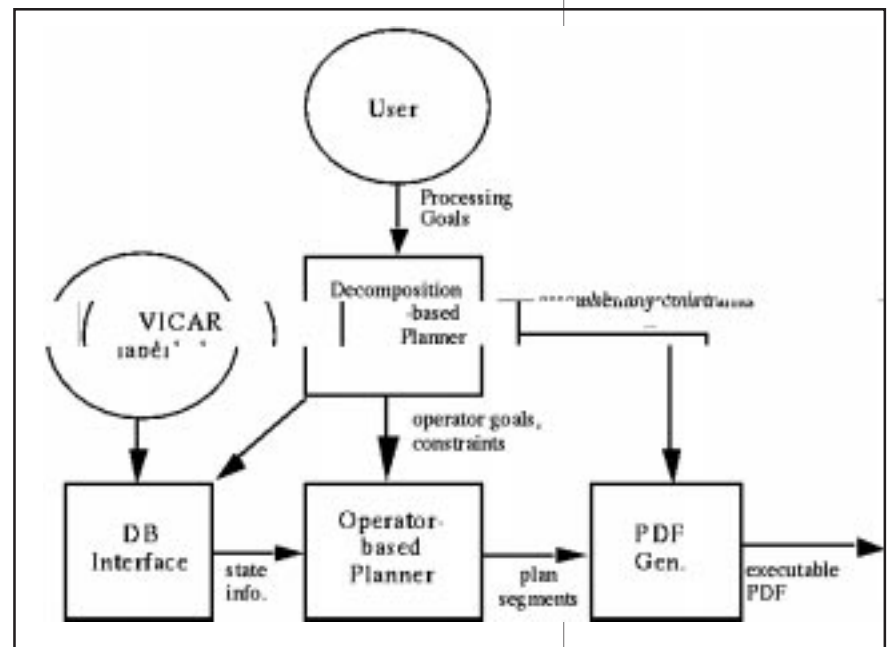 User
Processing
Goals
Decomposition
-based
Planner
VICAR
operator goals,
constraints
DB
Interface
state
info.
Operator-
based
Planner
plan
segments
PDF
Gen.
executable
PDF